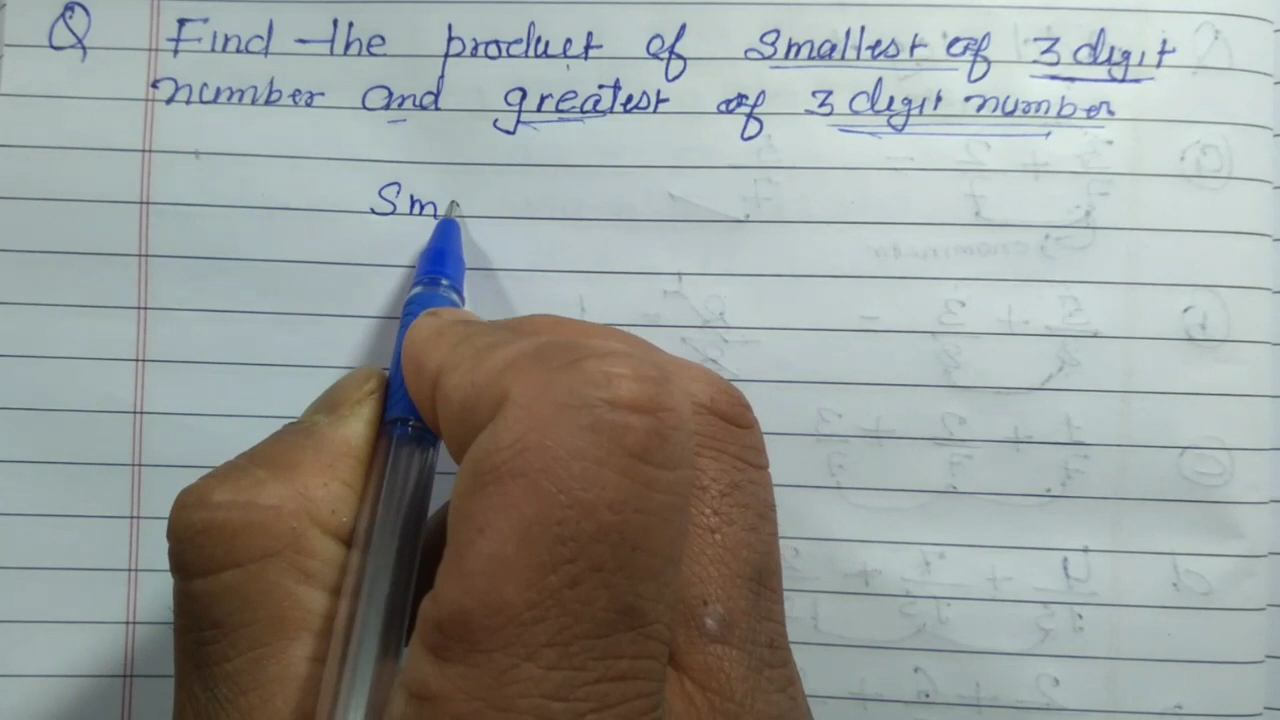 Q Find the product of Smallest of 3 digit
number and greatest of 3 digit number
Sm